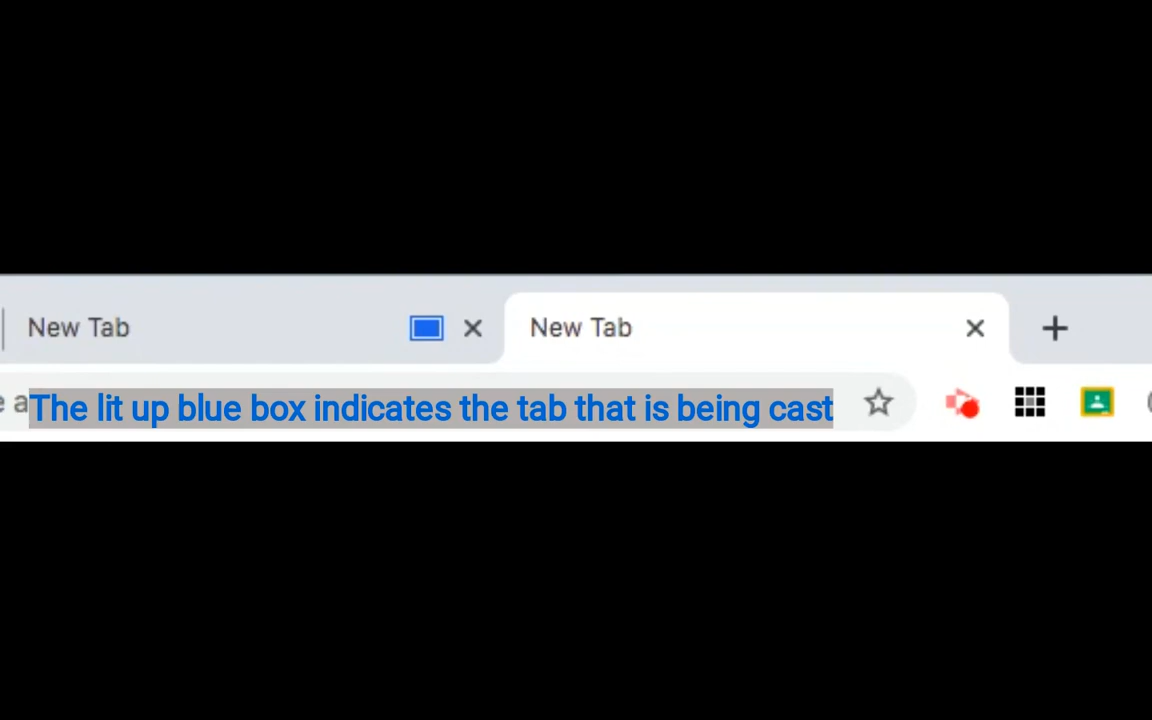 New Tab
New Tab
The lit up blue box indicates the tab that is being cast